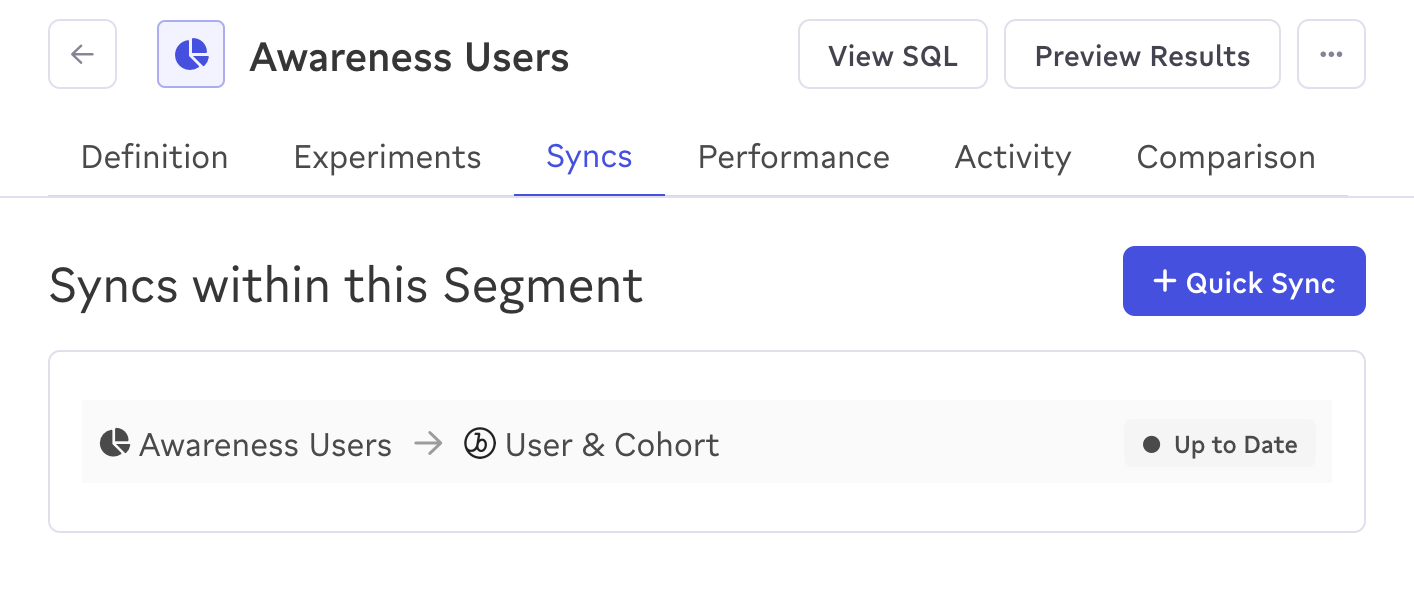 Awareness Users
View SQL
Preview Results
Definition
Experiments
Syncs
Performance
Activity
Comparison
Syncs within this Segment
+ Quick Sync
Awareness Users → b User & Cohort
Up to Date